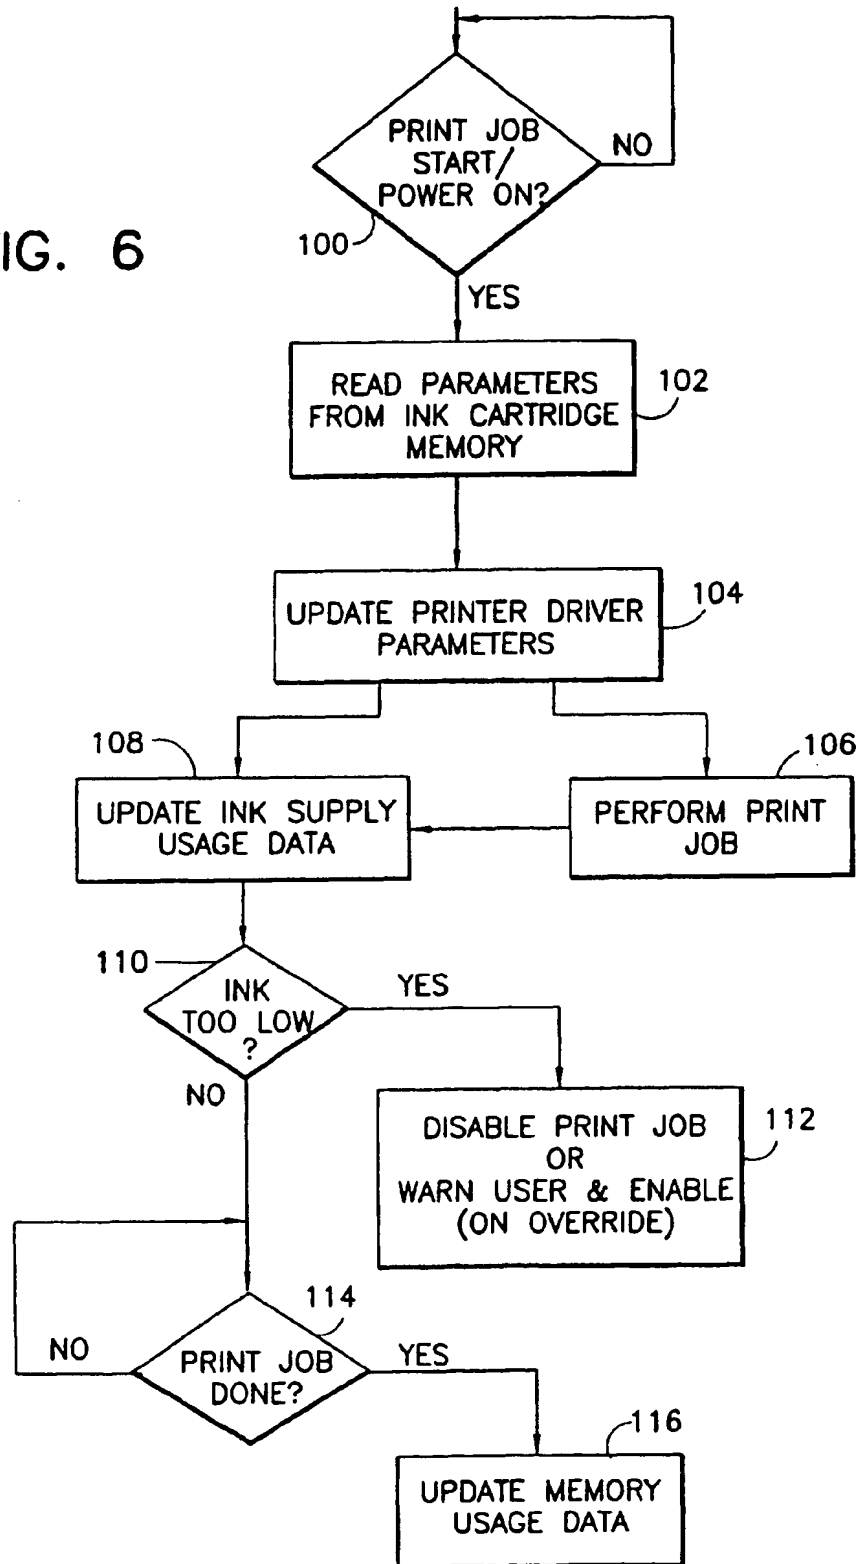 PRINT JOB
START/
POWER ON?
NO
100
IG. 6
YES
READ PARAMETERS
FROM INK CARTRIDGE
MEMORY
102
UPDATE PRINTER DRIVER
PARAMETERS
104
108
106
UPDATE INK SUPPLY
USAGE DATA
PERFORM PRINT
JOB
110
INK
TOO LOW
?
YES
NO
DISABLE PRINT JOB
OR
WARN USER & ENABLE
(ON OVERRIDE)
112
114
NO
PRINT JOB
DONE?
YES
116
UPDATE MEMORY
USAGE DATA